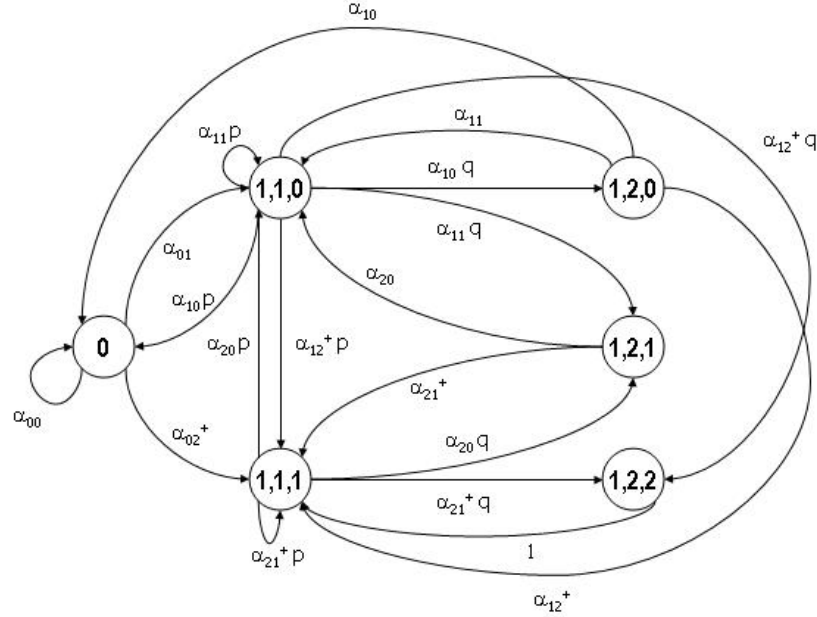 α10
α11
α12+ q
α11 p
1,1,0
α10 q
1,2,0
α11 q
α01
α20
α10 p
α20 p
α12+ p
0
1,2,1
α21+
α00
α02+
α20 q
1,1,1
1,2,2
α21+ q
α21+ p
1
α12+